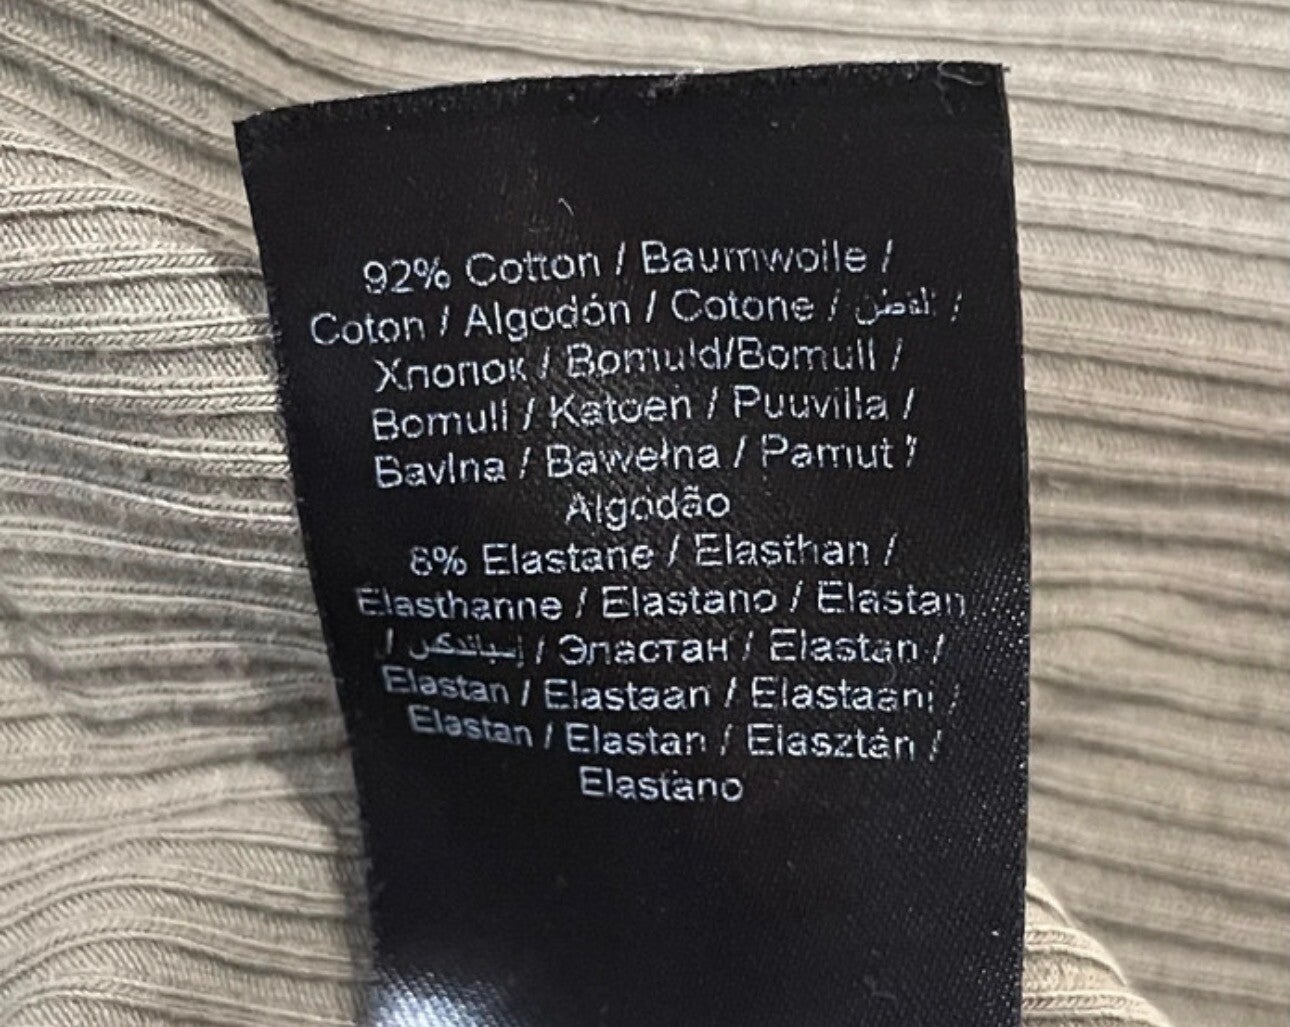 92% Cotton / Baumwolle /
Coton / Algodón / Cotone / القطن /
Хлопок / Bomuld/Bomull /
Bomull / Katoen / Puuvilla /
Bavlna / Bawełna / Pamut /
Algodão
8% Elastane / Elasthan /
Elasthanne / Elastano / Elastan
/ إسباندكس / Эластан / Elastan /
Elastan / Elastaan / Elastaani /
Elastan / Elastan / Elasztán /
Elastano